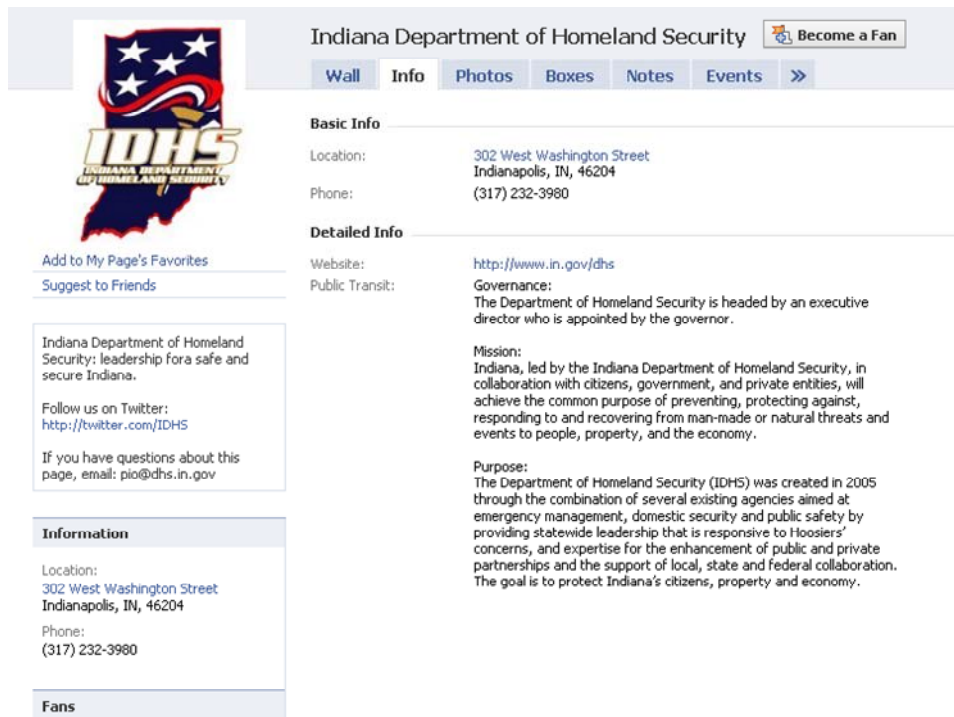 IDHS
INDIANA DEPARTMENT
OF HOMELAND SECURITY
Add to My Page's Favorites
Suggest to Friends
Indiana Department of Homeland
Security: leadership fora safe and
secure Indiana.
Follow us on Twitter:
http://twitter.com/IDHS
If you have questions about this
page, email: pio@dhs.in.gov
Information
Location:
302 West Washington Street
Indianapolis, IN, 46204
Phone:
(317) 232-3980
Fans
Indiana Department of Homeland Security Become a Fan
Wall Info Photos Boxes Notes Events »
Basic Info
Location: 302 West Washington Street
Indianapolis, IN, 46204
Phone: (317) 232-3980
Detailed Info
Website: http://www.in.gov/dhs
Public Transit: Governance:
The Department of Homeland Security is headed by an executive
director who is appointed by the governor.
Mission:
Indiana, led by the Indiana Department of Homeland Security, in
collaboration with citizens, government, and private entities, will
achieve the common purpose of preventing, protecting against,
responding to and recovering from man-made or natural threats and
events to people, property, and the economy.
Purpose:
The Department of Homeland Security (IDHS) was created in 2005
through the combination of several existing agencies aimed at
emergency management, domestic security and public safety by
providing statewide leadership that is responsive to Hoosiers'
concerns, and expertise for the enhancement of public and private
partnerships and the support of local, state and federal collaboration.
The goal is to protect Indiana's citizens, property and economy.